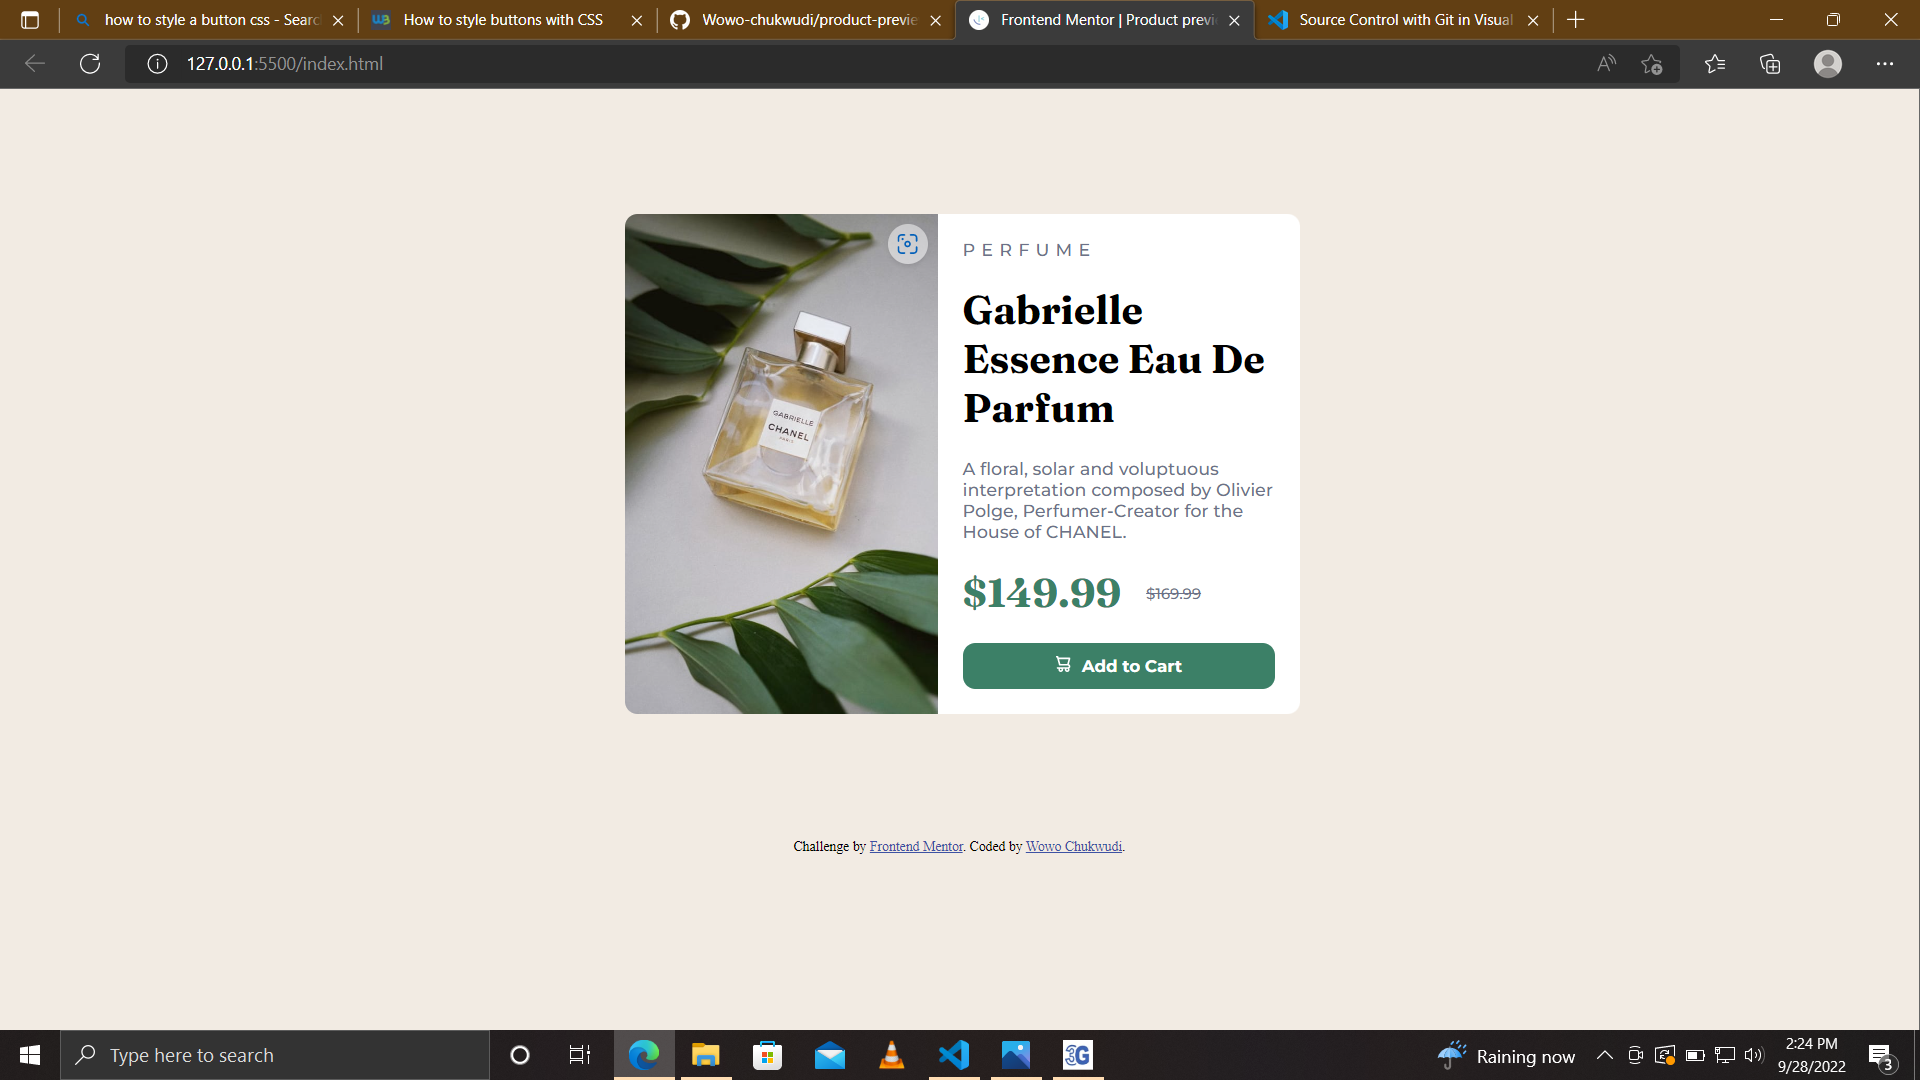 how to style a button css - Searc
How to style buttons with CSS
Wowo-chukwudi/product-previe
Frontend Mentor | Product previe
Source Control with Git in Visual
127.0.0.1:5500/index.html
PERFUME
Gabrielle
Essence Eau De
Parfum
A floral, solar and voluptuous
interpretation composed by Olivier
Polge, Perfumer-Creator for the
House of CHANEL.
$149.99 $169.99
Add to Cart
GABRIELLE
CHANEL
PARIS
Challenge by Frontend Mentor. Coded by Wowo Chukwudi.
Type here to search
3G
Raining now
2:24 PM
9/28/2022
3